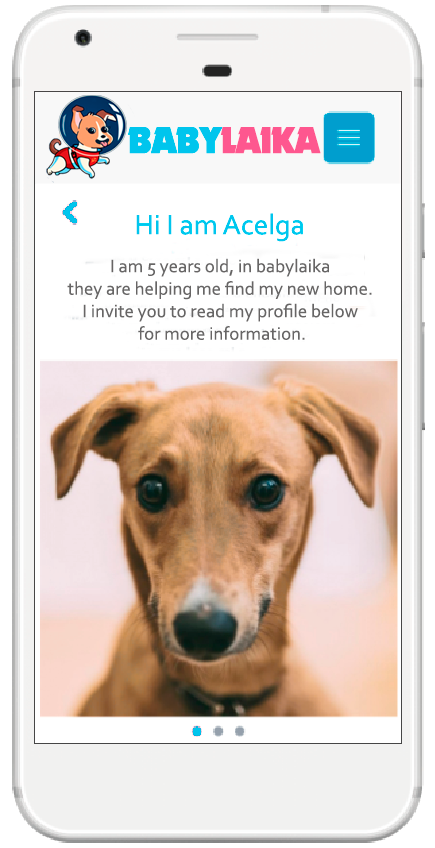 BABYLAIKA
Hi I am Acelga
I am 5 years old, in babylaika
they are helping me find my new home.
I invite you to read my profile below
for more information.